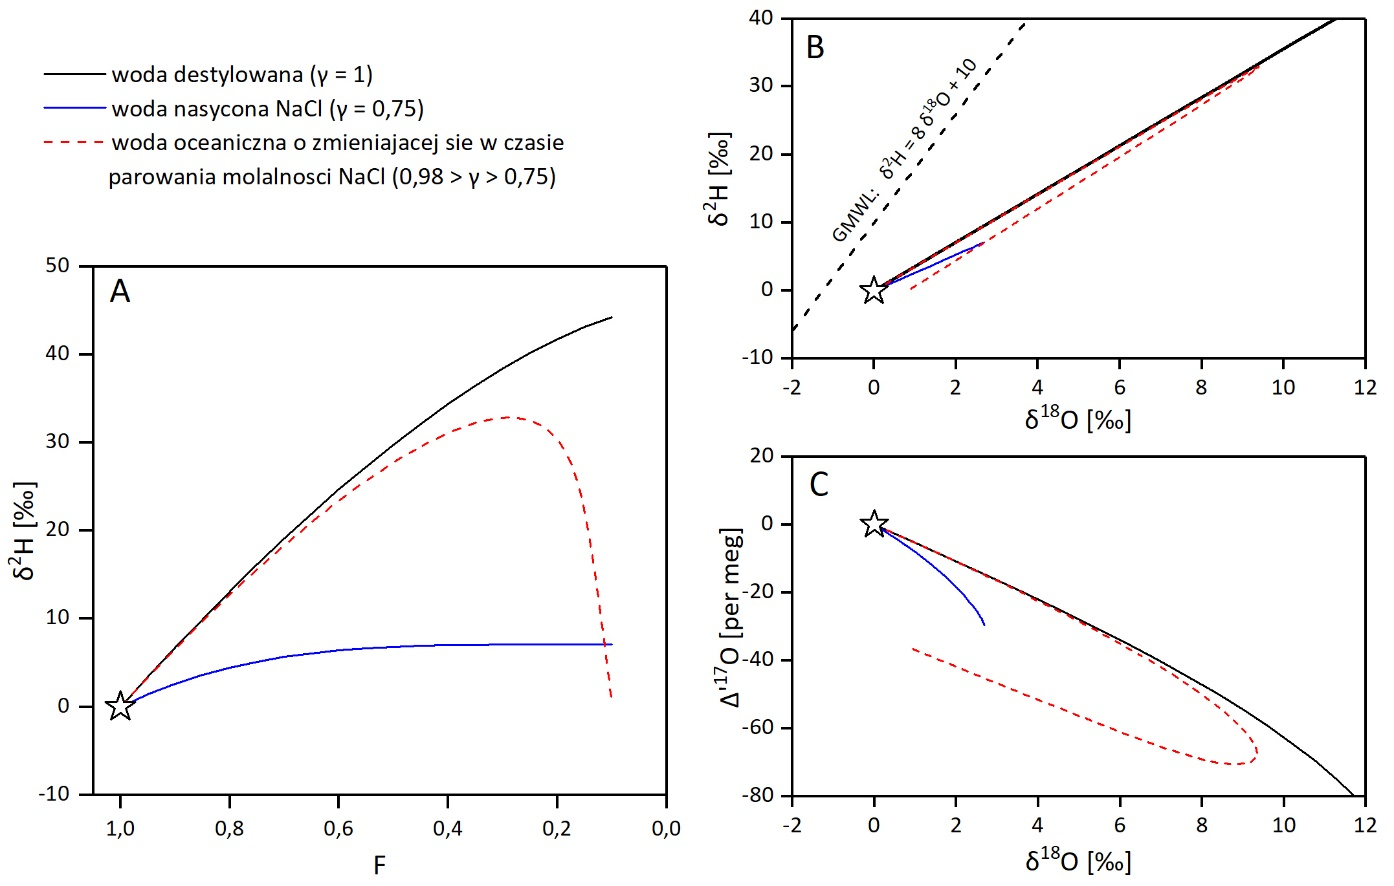 woda destylowana (γ = 1)
woda nasycona NaCl (γ = 0,75)
woda oceaniczna o zmieniajacej sie w czasie
parowania molalnosci NaCl (0,98 > γ > 0,75)
A
50
40
30
20
10
0
-10
δ²H [‰]
1,0
0,8
0,6
0,4
0,2
0,0
F
B
40
30
20
10
0
-10
δ²H [‰]
GMWL: δ²H = 8 δ¹⁸O + 10
-2
0
2
4
6
8
10
12
δ¹⁸O [‰]
C
20
0
-20
-40
-60
-80
Δ'¹⁷O [per meg]
-2
0
2
4
6
8
10
12
δ¹⁸O [‰]